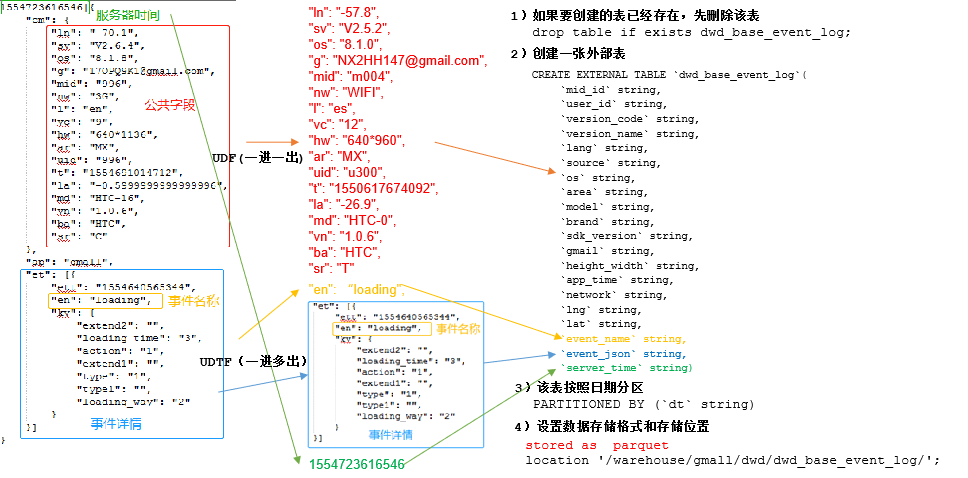 1554723616546|{
服务器时间
"cm": {
"ln": "-70.1",
"sv": "V2.6.4",
"os": "8.1.8",
"mid": "996",
"nw": "3G",
"l": "en",
"vc": "9",
公共字段
"hw": "640*1136",
"ar": "MX",
"uid": "996",
"t": "1554691014712",
"md": "HTC-16",
"vn": "1.0.6",
"ba": "HTC",
"sr": "G"
},
"ap": "gmall",
"et": [{
"ett": "1554640565344",
"en": "loading",
事件名称
"kv": {
"extend2": "",
"loading_time": "3",
"action": "1",
"extend1": "",
"type": "1",
"type1": "",
"loading_way": "2"
}
}]
事件详情
}
UDF(一进一出)
UDTF（一进多出）
"ln": "-57.8",
"sv": "V2.5.2",
"os": "8.1.0",
"g": "NX2HH147@gmail.com",
"mid": "m004",
"nw": "WIFI",
"l": "es",
"vc": "12",
"hw": "640*960",
"ar": "MX",
"uid": "u300",
"t": "1550617674092",
"la": "-26.9",
"md": "HTC-0",
"vn": "1.0.6",
"ba": "HTC",
"sr": "T"
"en": “loading”,
"et": [{
"ett": "1554640565344",
"en": "loading",
事件名称
"kv": {
"extend2": "",
"loading_time": "3",
"action": "1",
"extend1": "",
"type": "1",
"type1": "",
"loading_way": "2"
}
}]
事件详情
1554723616546
1）如果要创建的表已经存在，先删除该表
drop table if exists dwd_base_event_log;
2）创建一张外部表
CREATE EXTERNAL TABLE `dwd_base_event_log`(
`mid_id` string,
`user_id` string,
`version_code` string,
`version_name` string,
`lang` string,
`source` string,
`os` string,
`area` string,
`model` string,
`brand` string,
`sdk_version` string,
`gmail` string,
`height_width` string,
`app_time` string,
`network` string,
`lng` string,
`lat` string,
`event_name` string,
`event_json` string,
`server_time` string)
3）该表按照日期分区
PARTITIONED BY (`dt` string)
4）设置数据存储格式和存储位置
stored as parquet
location '/warehouse/gmall/dwd/dwd_base_event_log/';